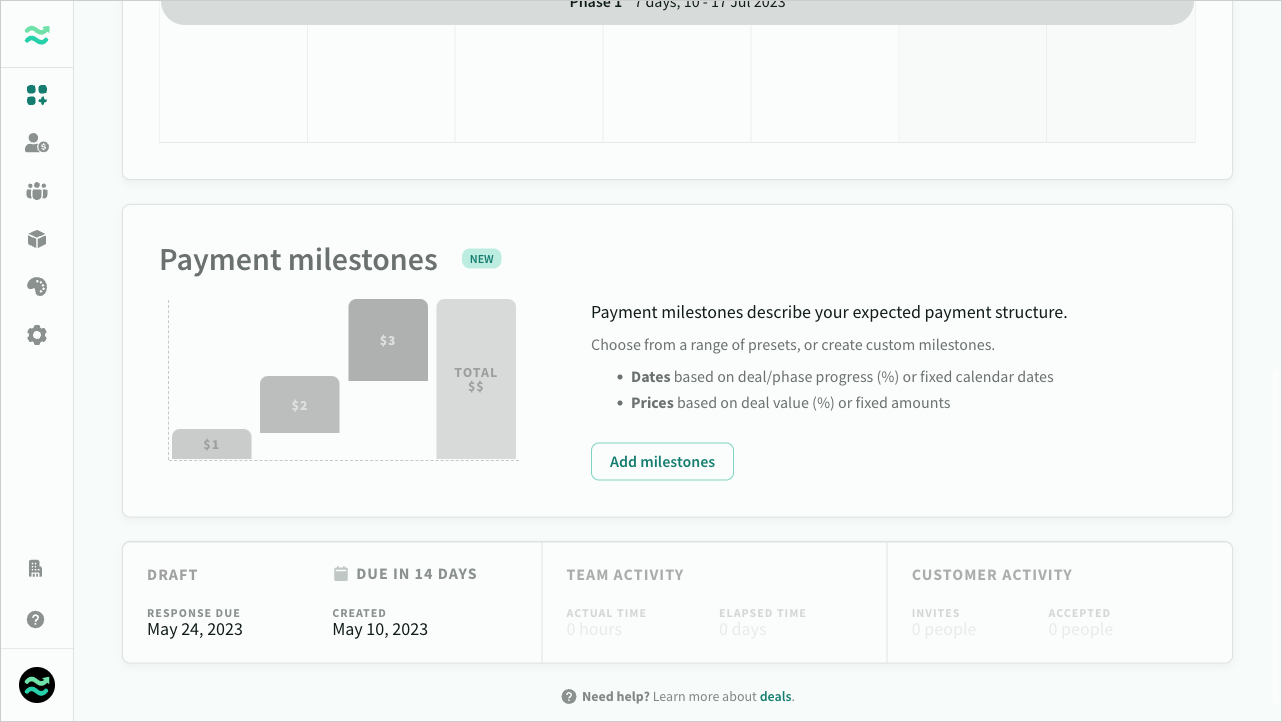 Phase 1 7 days, 10 - 17 Jul 2023
Payment milestones NEW
$3
TOTAL
$$
$2
$1
Payment milestones describe your expected payment structure.
Choose from a range of presets, or create custom milestones.
• Dates based on deal/phase progress (%) or fixed calendar dates
• Prices based on deal value (%) or fixed amounts
Add milestones
DRAFT
DUE IN 14 DAYS
RESPONSE DUE
May 24, 2023
CREATED
May 10, 2023
TEAM ACTIVITY
ACTUAL TIME
0 hours
ELAPSED TIME
0 days
CUSTOMER ACTIVITY
INVITES
0 people
ACCEPTED
0 people
Need help? Learn more about deals.